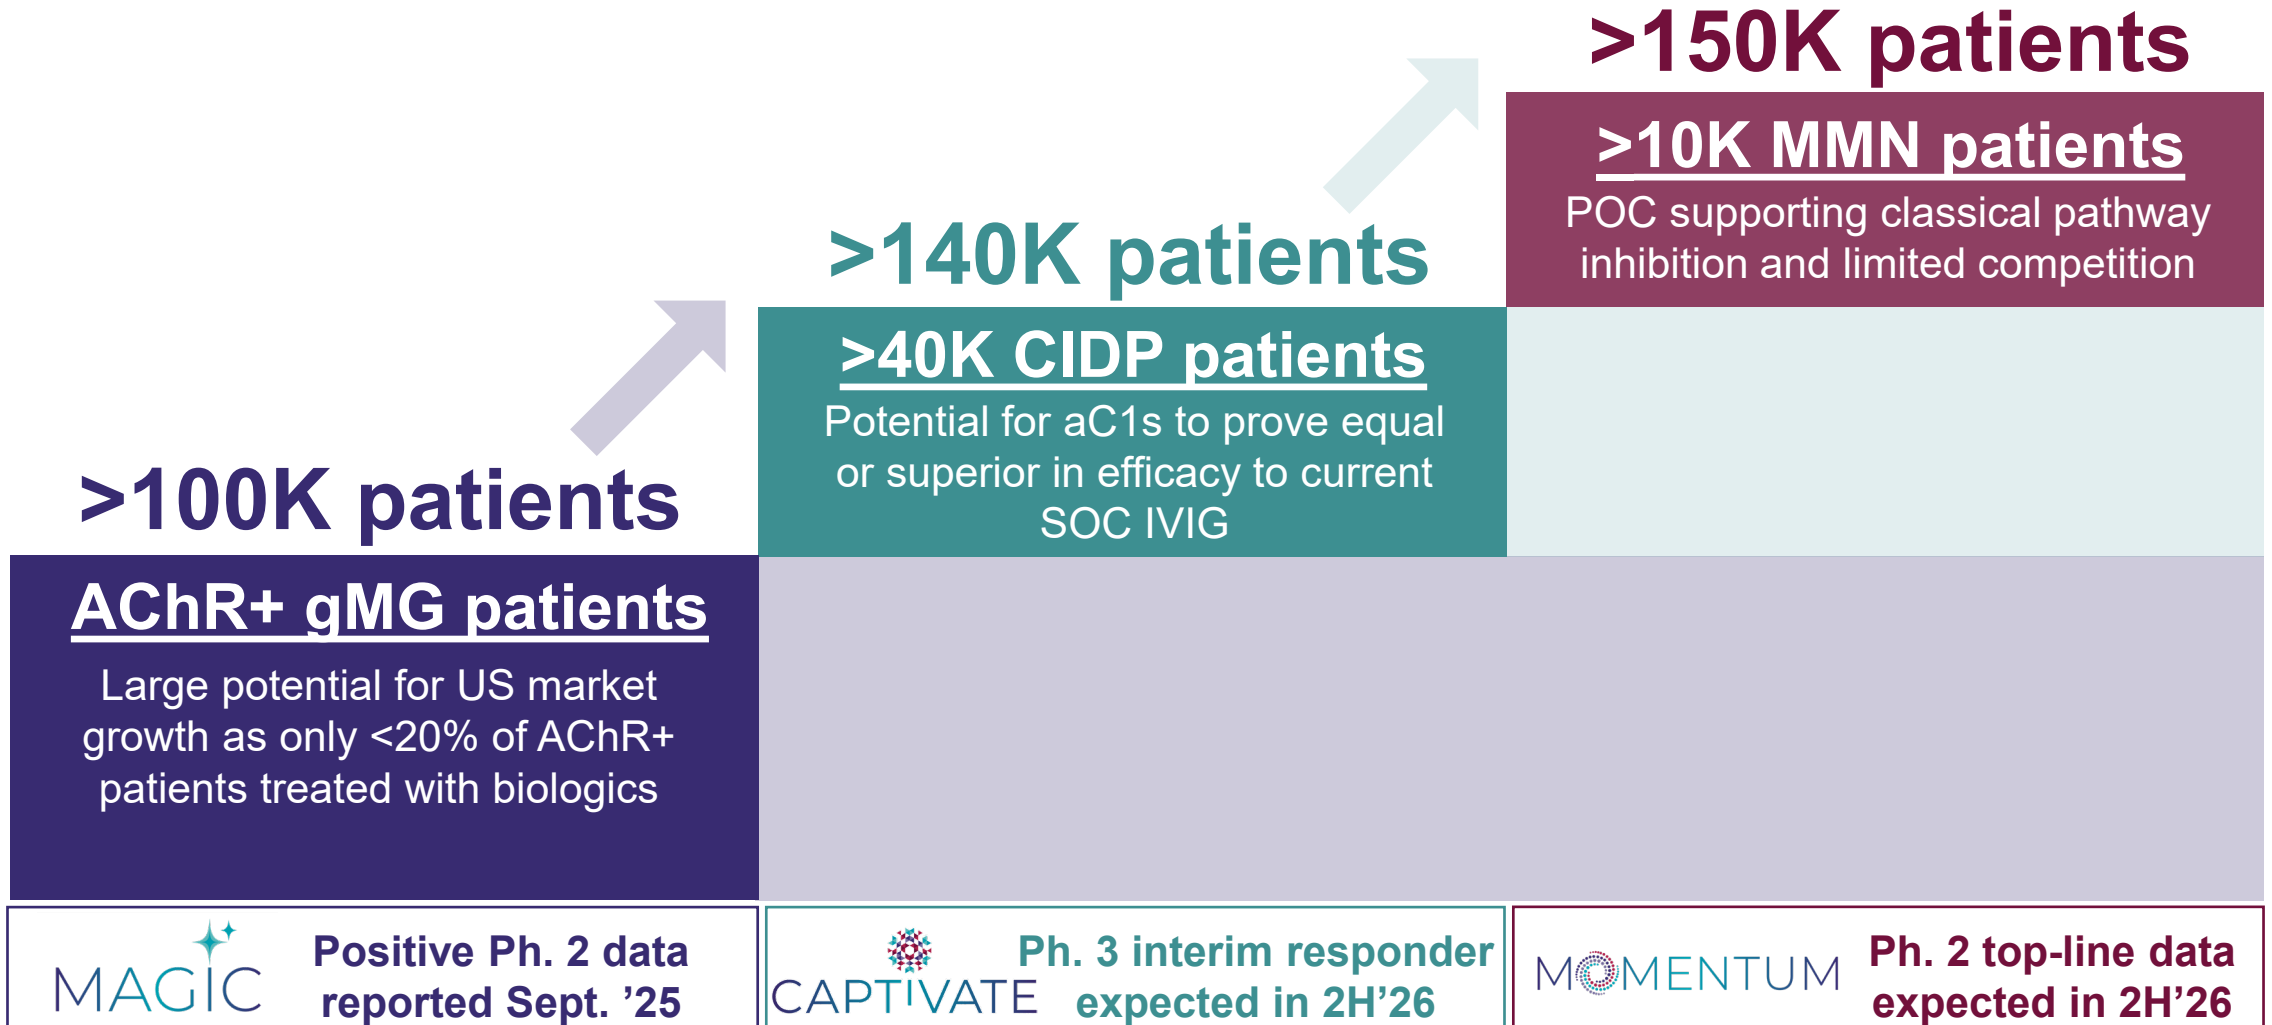 >150K patients
>10K MMN patients
POC supporting classical pathway
inhibition and limited competition
>140K patients
>40K CIDP patients
Potential for aC1s to prove equal
or superior in efficacy to current
SOC IVIG
>100K patients
AChR+ gMG patients
Large potential for US market
growth as only <20% of AChR+
patients treated with biologics
MAGIC
Positive Ph. 2 data
reported Sept. ’25
CAPTIVATE
Ph. 3 interim responder
expected in 2H’26
MOMENTUM
Ph. 2 top-line data
expected in 2H’26